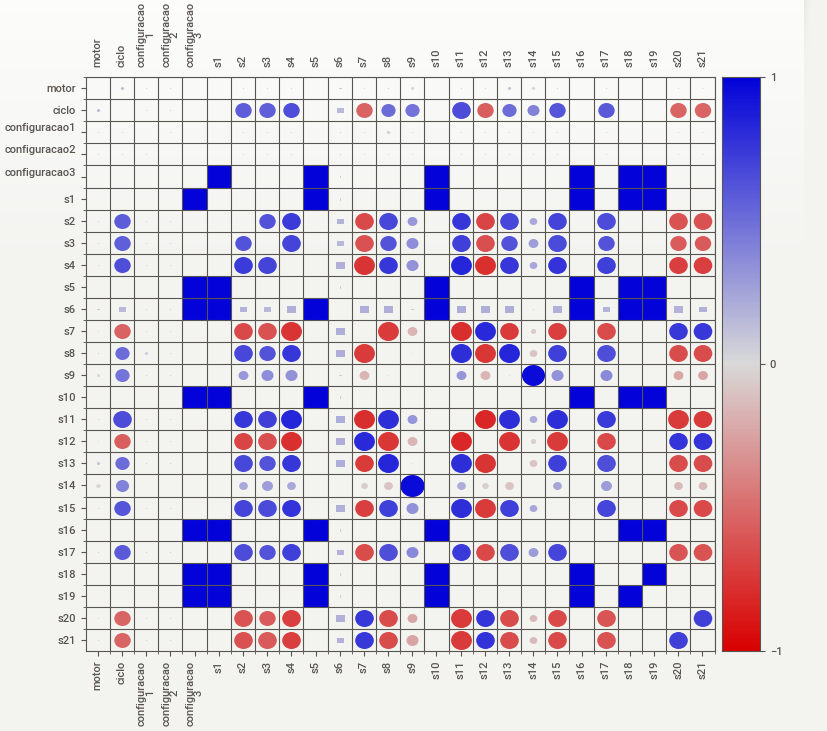 motor
ciclo
configuracao
1
configuracao
2
configuracao
3
s1
s2
s3
s4
s5
s6
s7
s8
s9
s10
s11
s12
s13
s14
s15
s16
s17
s18
s19
s20
s21
motor
ciclo
configuracao1
configuracao2
configuracao3
s1
s2
s3
s4
s5
s6
s7
s8
s9
s10
s11
s12
s13
s14
s15
s16
s17
s18
s19
s20
s21
1
0
-1
motor
ciclo
configuracao
1
configuracao
2
configuracao
3
s1
s2
s3
s4
s5
s6
s7
s8
s9
s10
s11
s12
s13
s14
s15
s16
s17
s18
s19
s20
s21